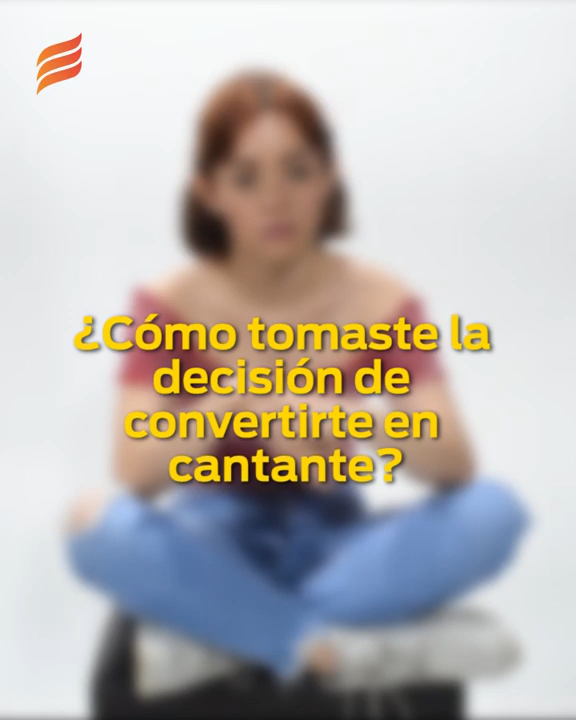 ¿Cómo tomaste la
decisión de
convertirte en
cantante?